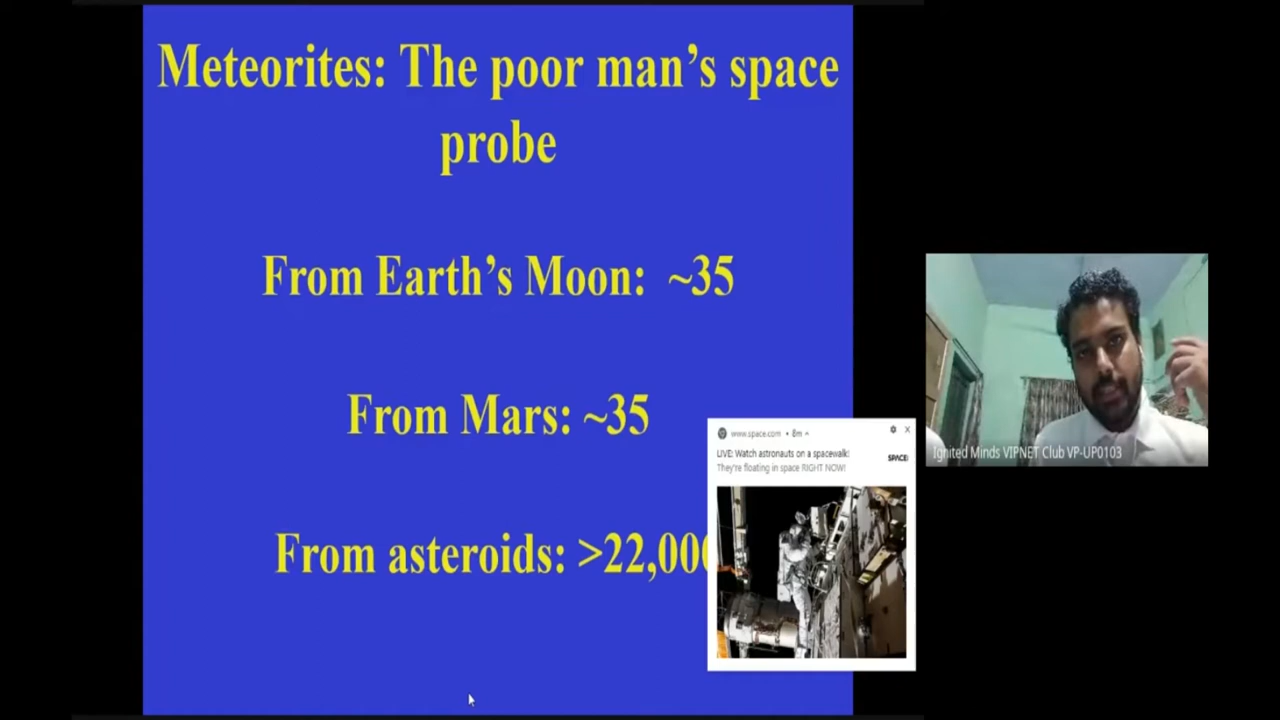 Meteorites: The poor man's space
probe
From Earth's Moon: ~35
From Mars: ~35
From asteroids: >22,000
www.space.com • 8m
LIVE: Watch astronauts on a spacewalk!
They're floating in space RIGHT NOW!
SPACE
Ignited Minds VIPNET Club VP-UP0103